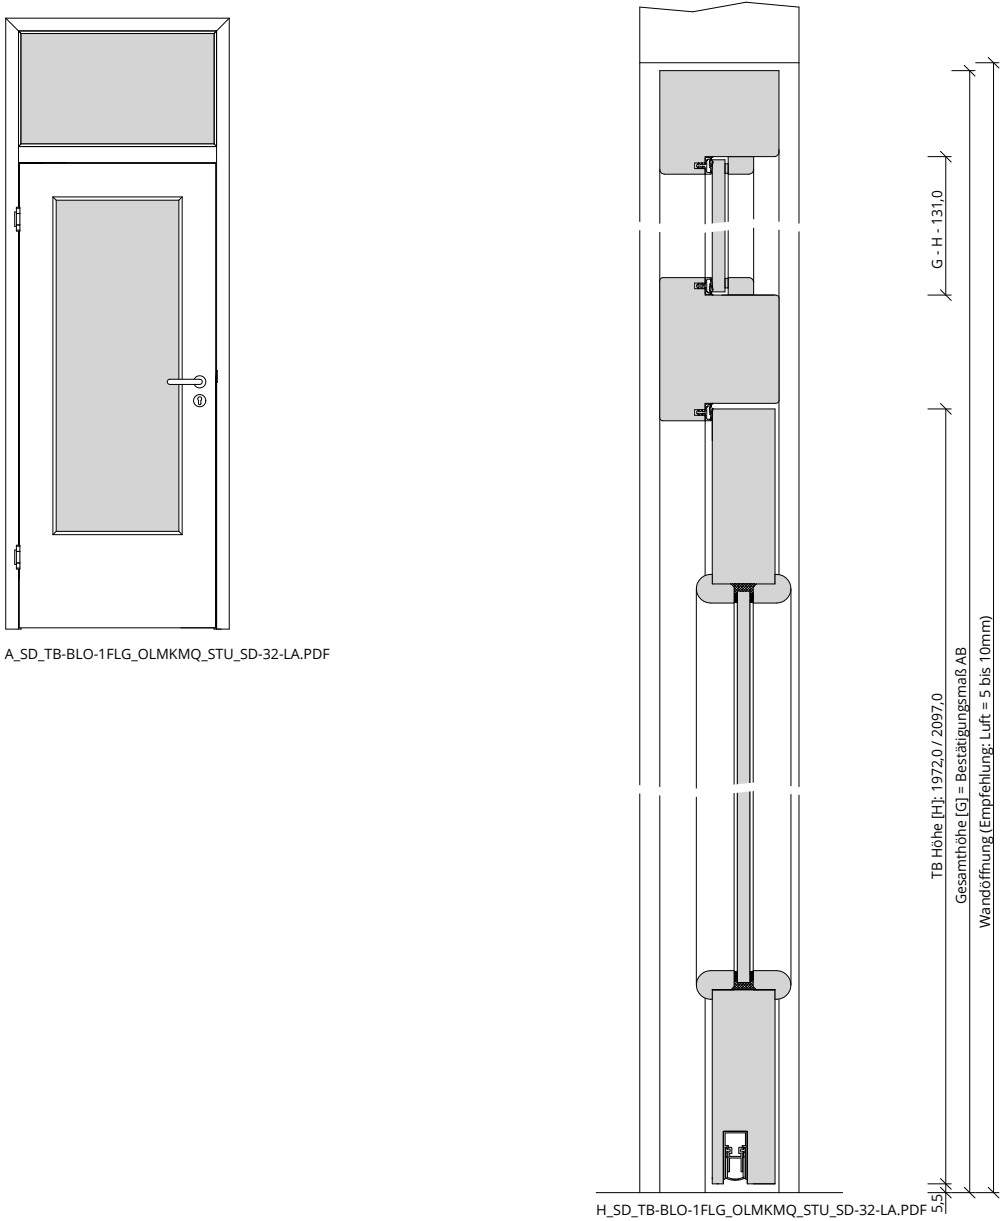 A_SD_TB-BLO-1FLG_OLMKMQ_STU_SD-32-LA.PDF
G - H - 131,0
TB Höhe [H]: 1972,0 / 2097,0
Gesamthöhe [G] = Bestätigungsmaß AB
Wandöffnung (Empfehlung: Luft = 5 bis 10mm)
5,5
H_SD_TB-BLO-1FLG_OLMKMQ_STU_SD-32-LA.PDF